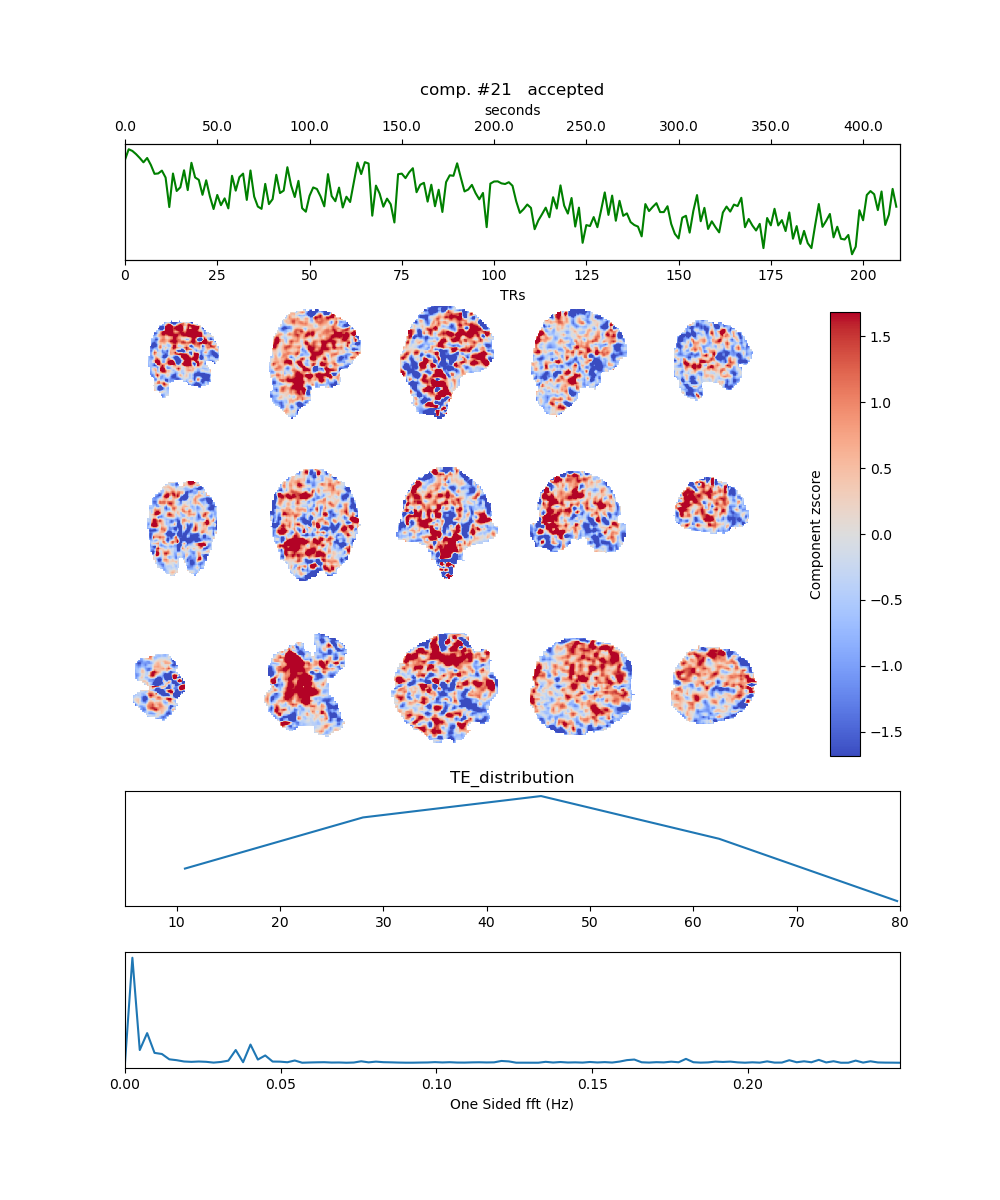 comp. #21   accepted
seconds
0.0 50.0 100.0 150.0 200.0 250.0 300.0 350.0 400.0
0 25 50 75 100 125 150 175 200
TRs
1.5
1.0
0.5
0.0
−0.5
−1.0
−1.5
Component zscore
TE_distribution
10 20 30 40 50 60 70 80
0.00 0.05 0.10 0.15 0.20
One Sided fft (Hz)